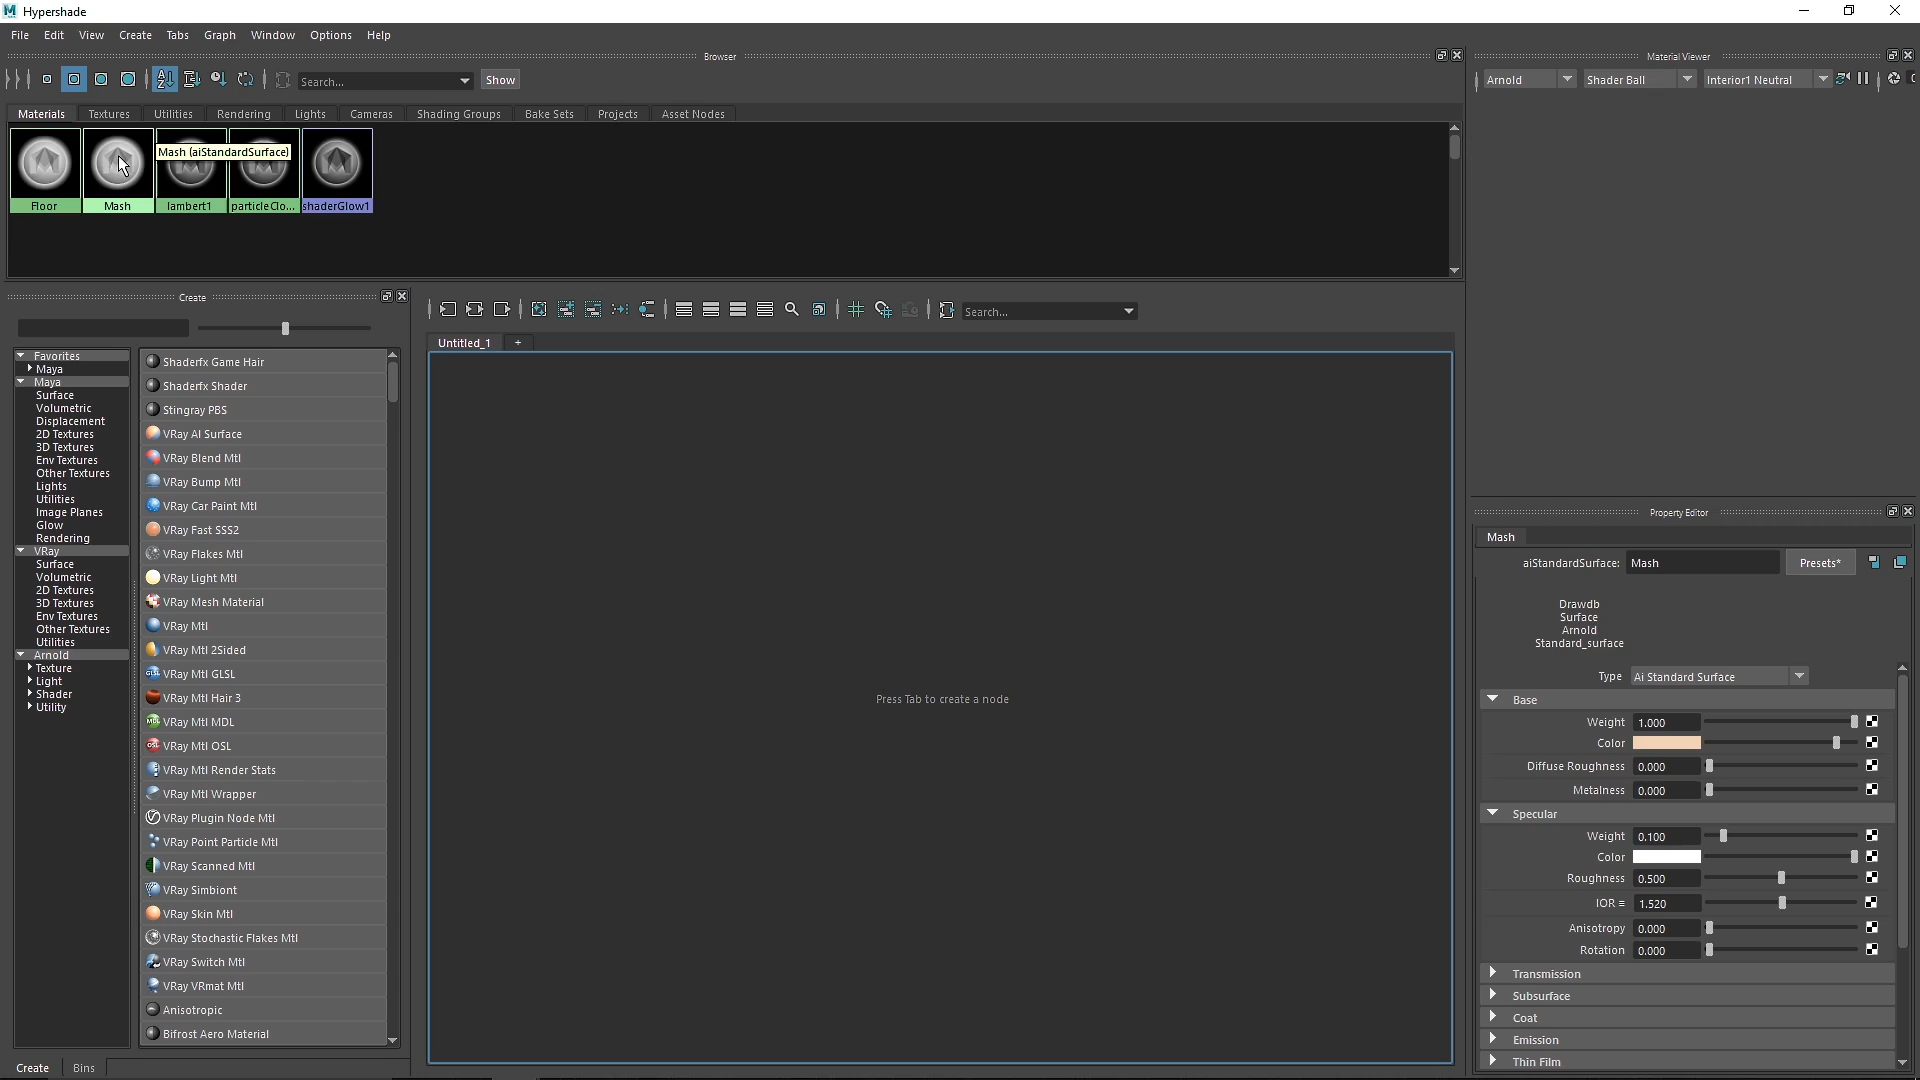 Hypershade
File Edit View Create Tabs Graph Window Options Help
Browser
Material Viewer
Search... Show
Arnold Shader Ball Interior1 Neutral
Materials Textures Utilities Rendering Lights Cameras Shading Groups Bake Sets Projects Asset Nodes
Mash (aiStandardSurface)
Floor Mash lambert1 particleClo... shaderGlow1
Create
Search...
Untitled_1 +
Favorites
Maya
Maya
Surface
Volumetric
Displacement
2D Textures
3D Textures
Env Textures
Other Textures
Lights
Utilities
Image Planes
Glow
Rendering
VRay
Surface
Volumetric
2D Textures
3D Textures
Env Textures
Other Textures
Utilities
Arnold
Texture
Light
Shader
Utility
Shaderfx Game Hair
Shaderfx Shader
Stingray PBS
VRay Al Surface
VRay Blend Mtl
VRay Bump Mtl
VRay Car Paint Mtl
VRay Fast SSS2
VRay Flakes Mtl
VRay Light Mtl
VRay Mesh Material
VRay Mtl
VRay Mtl 2Sided
VRay Mtl GLSL
VRay Mtl Hair 3
VRay Mtl MDL
VRay Mtl OSL
VRay Mtl Render Stats
VRay Mtl Wrapper
VRay Plugin Node Mtl
VRay Point Particle Mtl
VRay Scanned Mtl
VRay Simbiont
VRay Skin Mtl
VRay Stochastic Flakes Mtl
VRay Switch Mtl
VRay VRmat Mtl
Anisotropic
Bifrost Aero Material
Create Bins
Press Tab to create a node
Property Editor
Mash
aiStandardSurface: Mash Presets*
Drawdb
Surface
Arnold
Standard_surface
Type Ai Standard Surface
Base
Weight 1.000
Color
Diffuse Roughness 0.000
Metalness 0.000
Specular
Weight 0.100
Color
Roughness 0.500
IOR = 1.520
Anisotropy 0.000
Rotation 0.000
Transmission
Subsurface
Coat
Emission
Thin Film